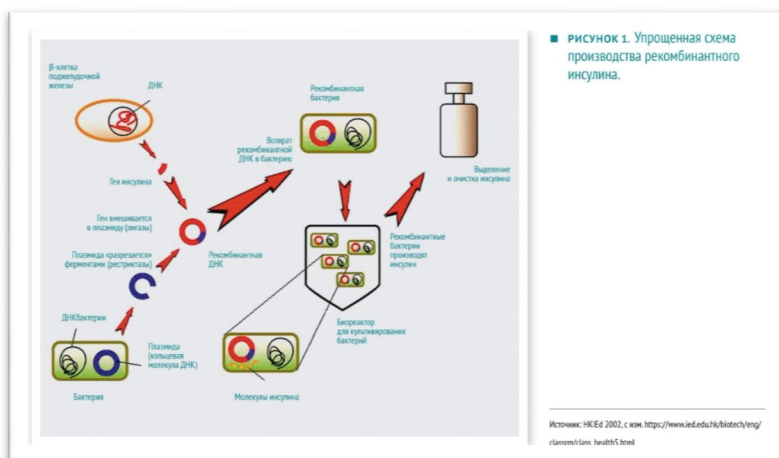 β-клетка
поджелудочной
железы
ДНК
Ген инсулина
Ген вмешивается
в плазмиду (лигазы)
Плазмида «разрезается»
ферментами (рестриктазы)
ДНКбактерии
Плазмида
(кольцевая
молекула ДНК)
Бактерия
Рекомбинантная
ДНК
Возврат
рекомбинантной
ДНК в бактерию
Рекомбинантная
бактерия
Рекомбинантные
бактерии
производят
инсулин
Биореактор
для культивирования
бактерий
Молекулы инсулина
Выделение
и очистка инсулина
РИСУНОК 1. Упрощенная схема
производства рекомбинантного
инсулина.
Источник: HKIEd 2002, с изм. https://www.ied.edu.hk/biotech/eng/
classrm/class_health5.html